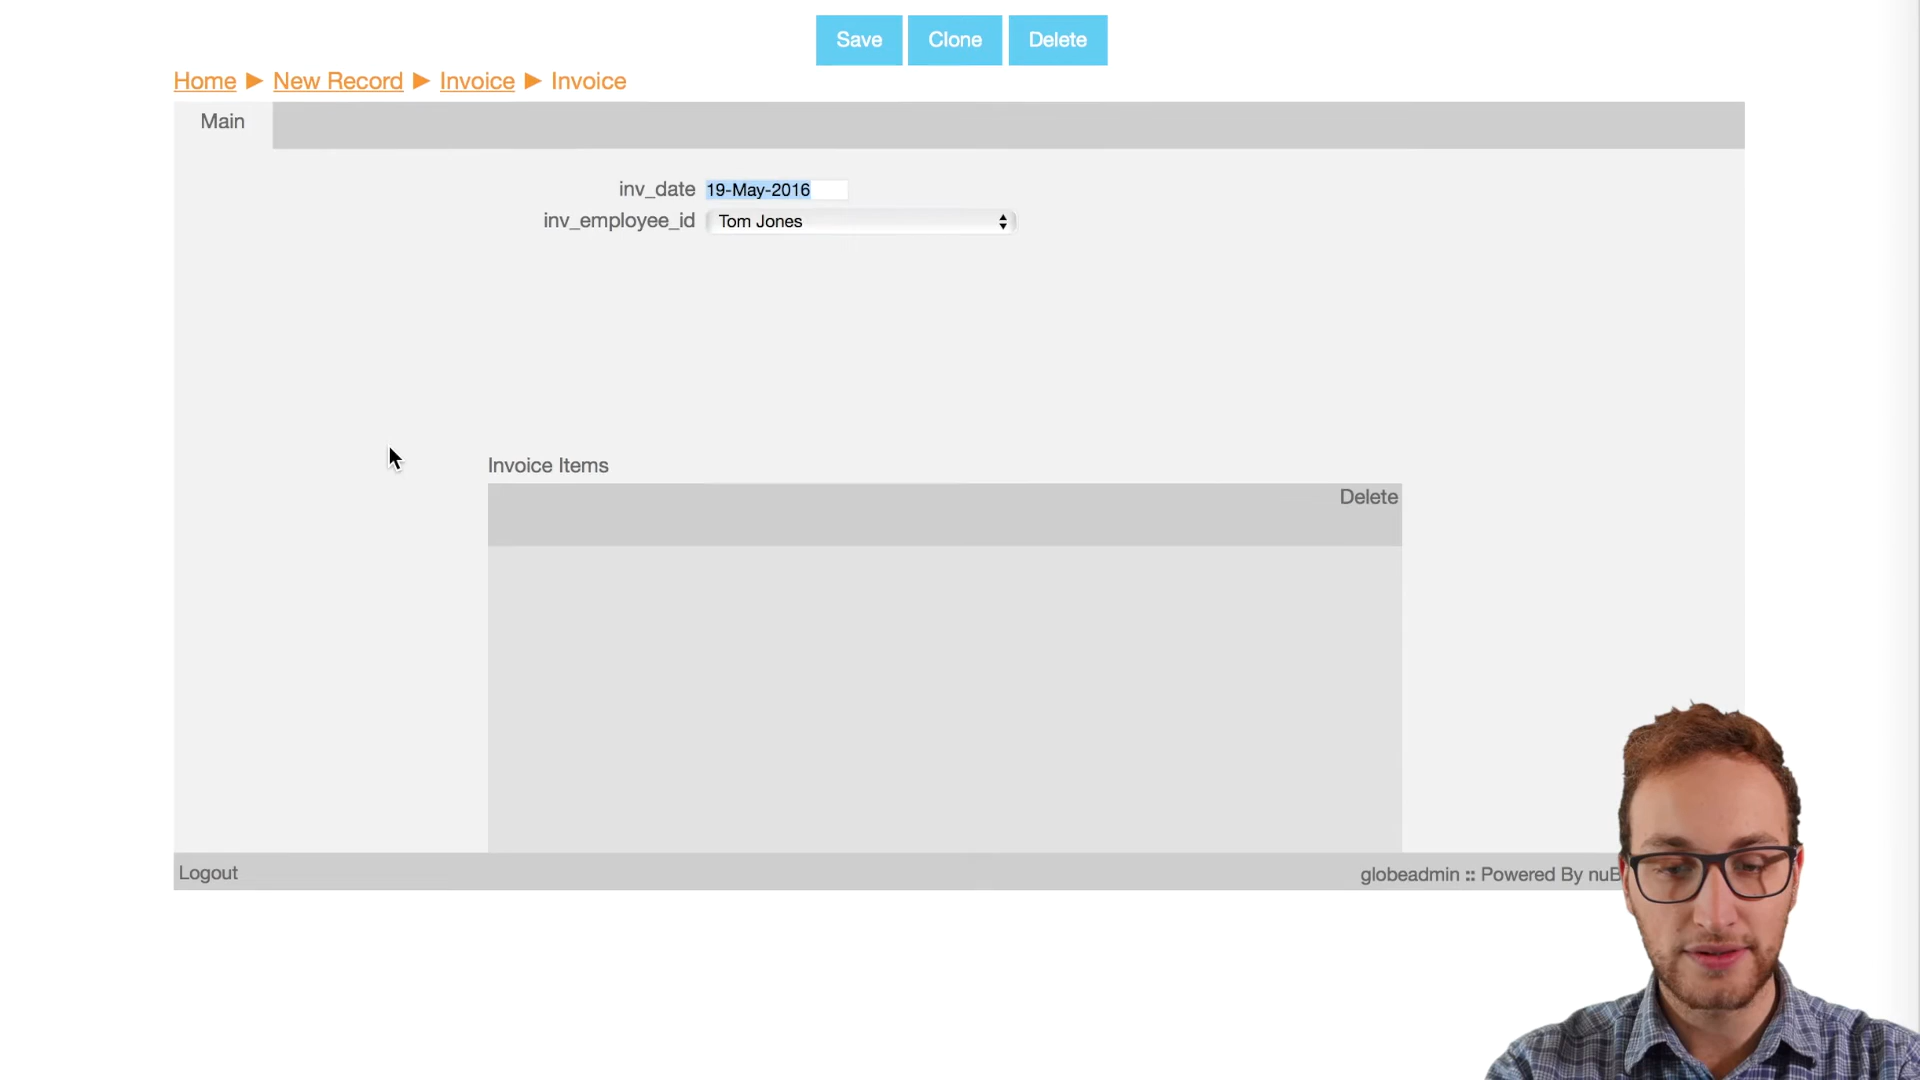 Save Clone Delete
Home ► New Record ► Invoice ► Invoice
Main
inv_date 19-May-2016
inv_employee_id Tom Jones
Invoice Items
Delete
Logout globeadmin :: Powered By nuB